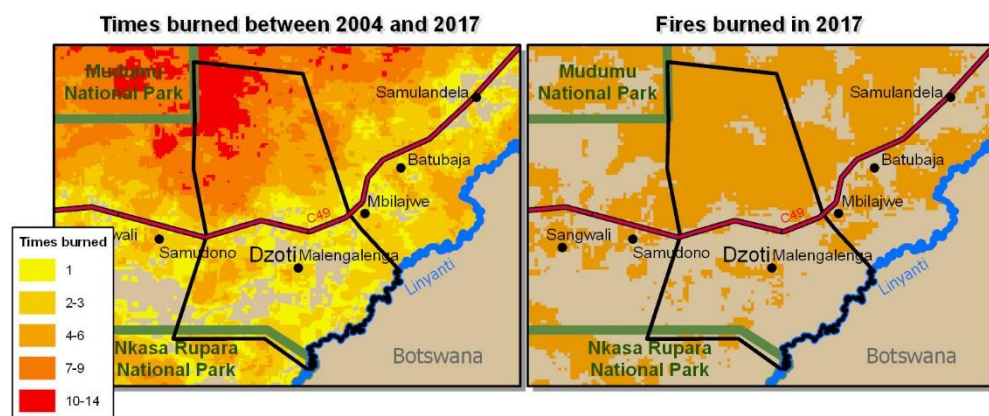 Times burned between 2004 and 2017
Mudumu
National Park
Samulandela
Batubaja
C49
Mbilajwe
wali
Samudono
Dzoti
Malengalenga
Linyanti
Nkasa Rupara
National Park
Botswana
Times burned
1
2-3
4-6
7-9
10-14
Fires burned in 2017
Mudumu
National Park
Samulandela
Batubaja
C49
Mbilajwe
Sangwali
Samudono
Dzoti
Malengalenga
Linyanti
Nkasa Rupara
National Park
Botswana